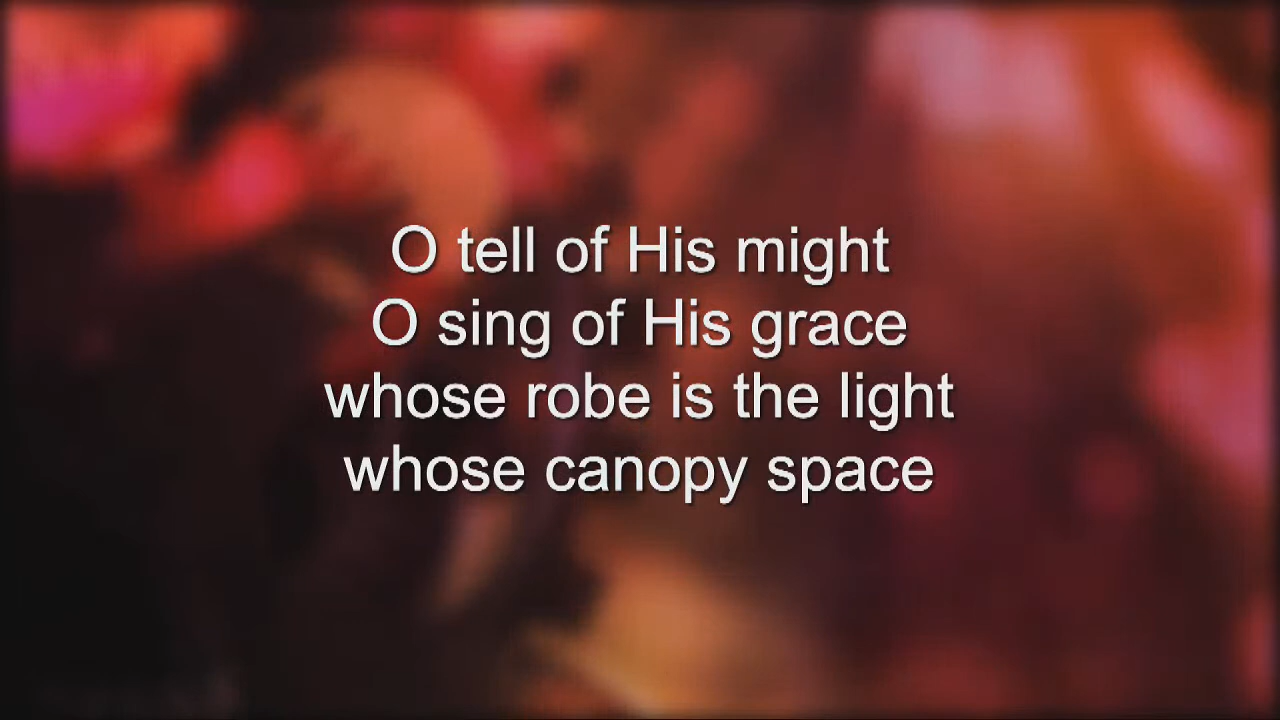 O tell of His might
O sing of His grace
whose robe is the light
whose canopy space